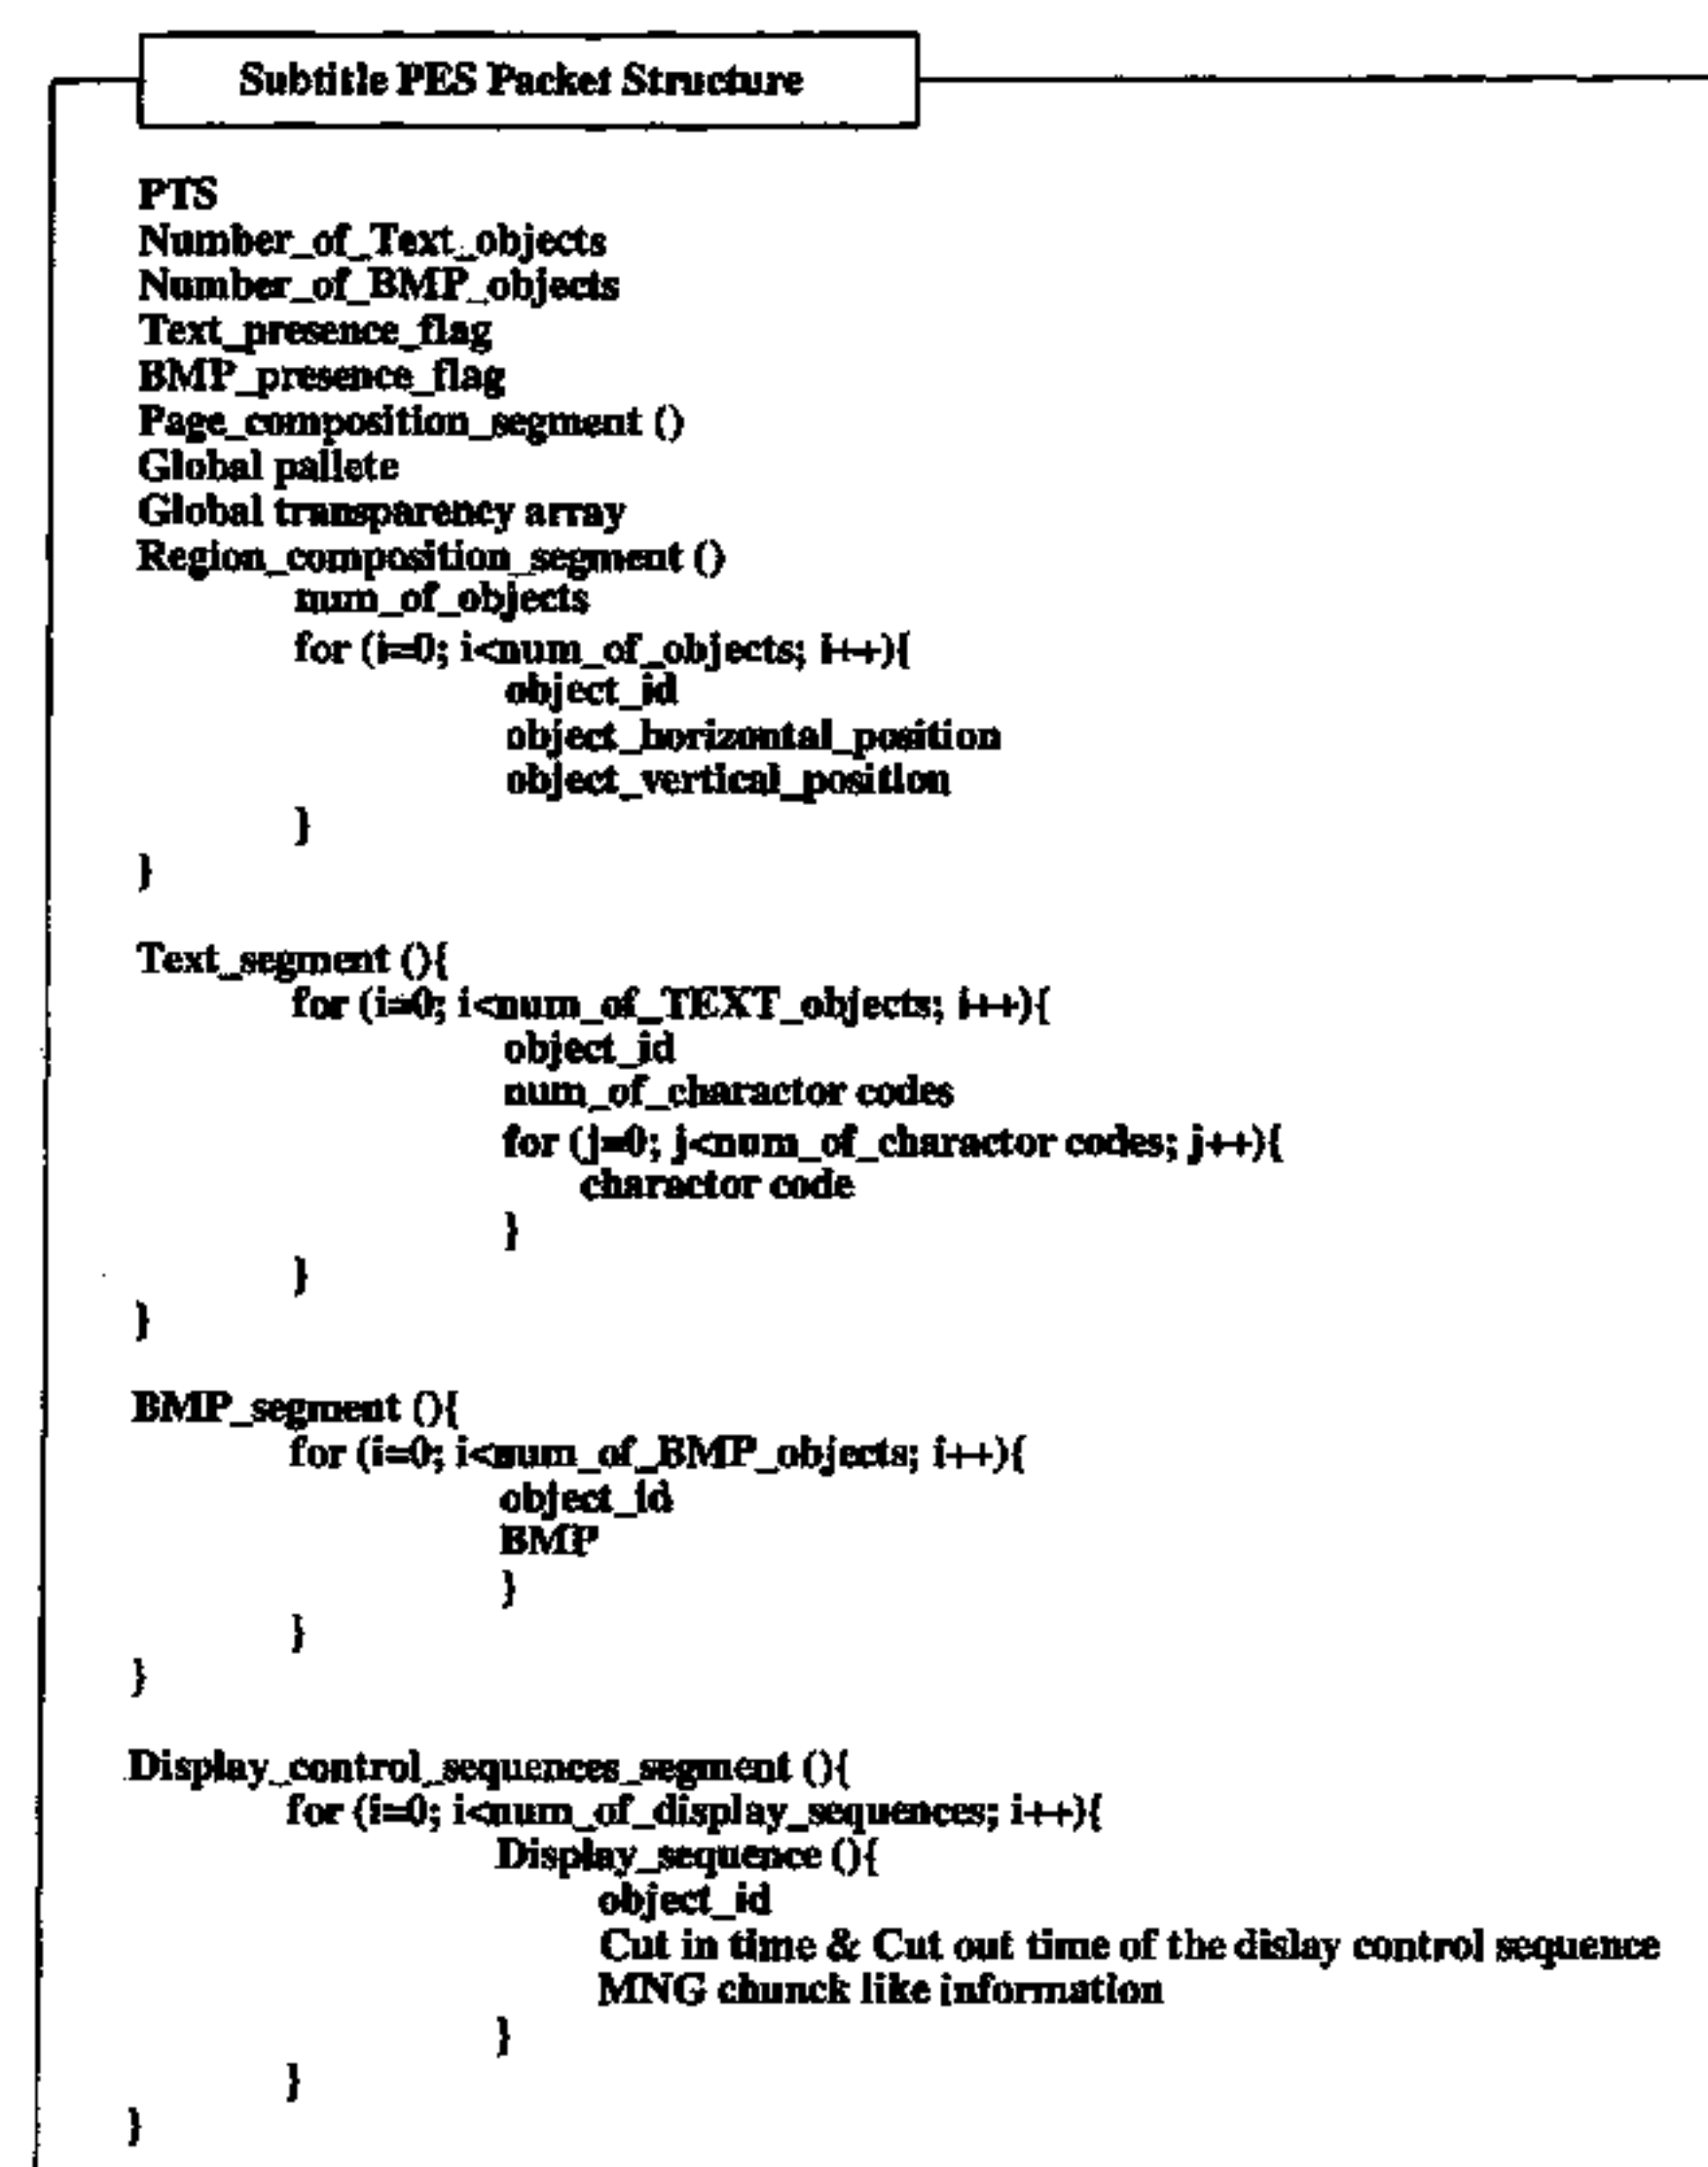 Subtitle PES Packet Structure
PTS
Number_of_Text_objects
Number_of_BMP_objects
Text_presence_flag
BMP_presence_flag
Page_composition_segment ()
Global pallete
Global transparency array
Region_composition_segment ()
num_of_objects
for (i=0; i<num_of_objects; i++){
object_id
object_horizontal_position
object_vertical_position
}
}
Text_segment (){
for (i=0; i<num_of_TEXT_objects; i++){
object_id
num_of_charactor codes
for (j=0; j<num_of_charactor codes; j++){
charactor code
}
}
}
BMP_segment (){
for (i=0; i<num_of_BMP_objects; i++){
object_id
BMP
}
}
}
Display_control_sequences_segment (){
for (i=0; i<num_of_display_sequences; i++){
Display_sequence (){
object_id
Cut in time & Cut out time of the dislay control sequence
MNG chunck like information
}
}
}